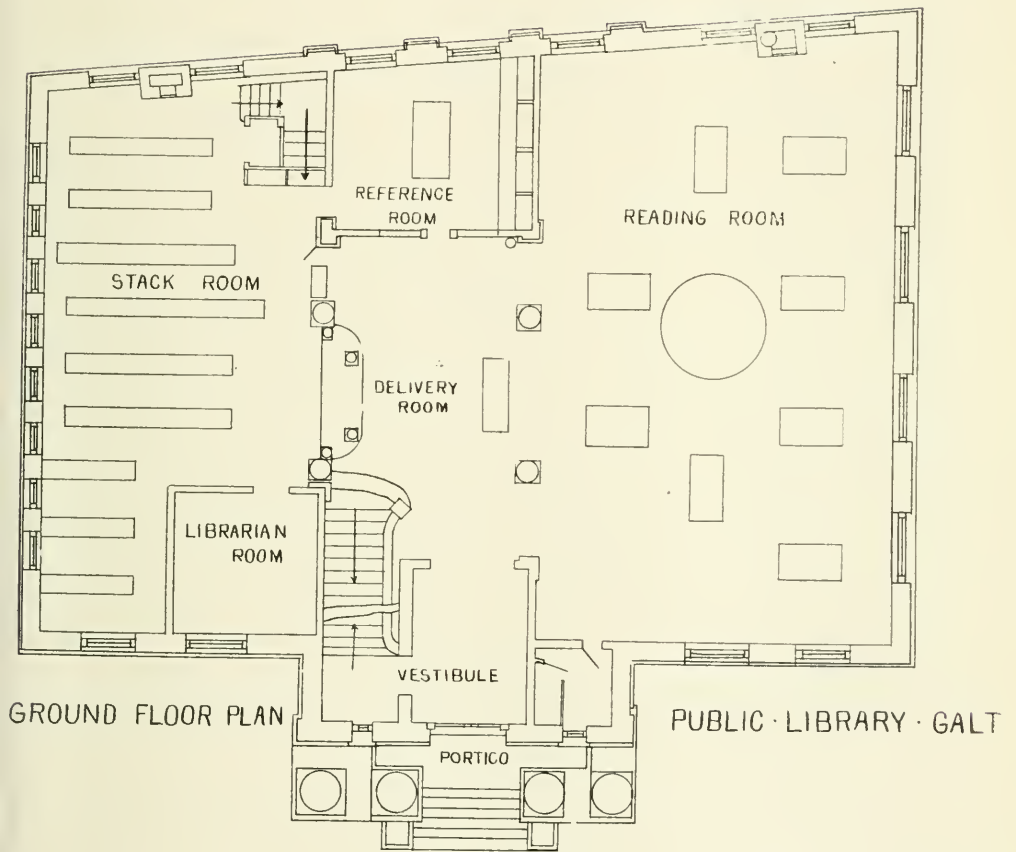 REFERENCE
ROOM
READING ROOM
STACK ROOM
DELIVERY
ROOM
LIBRARIAN
ROOM
VESTIBULE
GROUND FLOOR PLAN
PUBLIC · LIBRARY · GALT
PORTICO